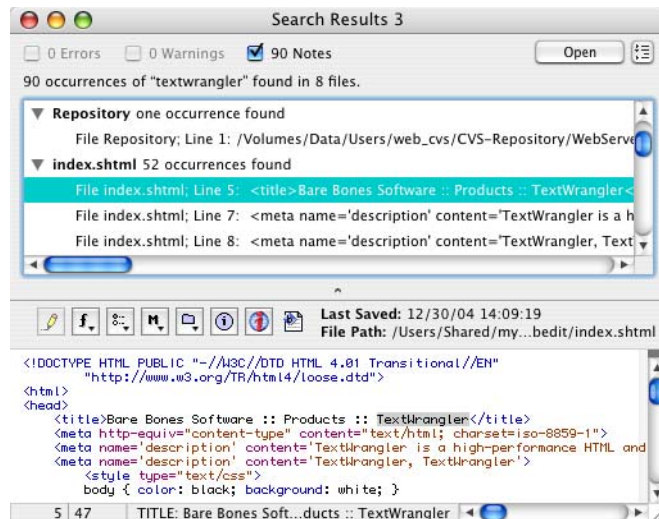 Search Results 3
0 Errors 0 Warnings 90 Notes Open
90 occurrences of “textwrangler” found in 8 files.
Repository one occurrence found
File Repository; Line 1: /Volumes/Data/Users/web_cvs/CVS-Repository/WebServe
index.shtml 52 occurrences found
File index.shtml; Line 5: <title>Bare Bones Software :: Products :: TextWrangler<
File index.shtml; Line 7: <meta name='description' content='TextWrangler is a h
File index.shtml; Line 8: <meta name='description' content='TextWrangler, Text
Last Saved: 12/30/04 14:09:19
File Path: /Users/Shared/my...bedit/index.shtml
<!DOCTYPE HTML PUBLIC "-//W3C//DTD HTML 4.01 Transitional//EN"
"http://www.w3.org/TR/html4/loose.dtd">
<html>
<head>
<title>Bare Bones Software :: Products :: TextWrangler</title>
<meta http-equiv="content-type" content="text/html; charset=iso-8859-1">
<meta name='description' content='TextWrangler is a high-performance HTML and
<meta name='description' content='TextWrangler, TextWrangler'>
<style type="text/css">
body { color: black; background: white; }
5 47 TITLE: Bare Bones Soft...ducts :: TextWrangler